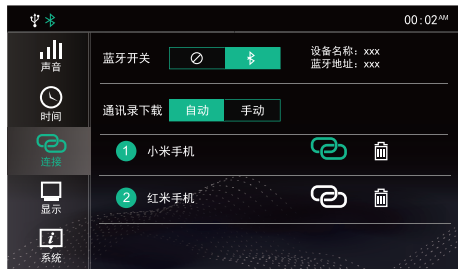 00:02AM
声音
时间
连接
显示
系统
蓝牙开关
设备名称：xxx
蓝牙地址：xxx
通讯录下载 自动 手动
1 小米手机
2 红米手机